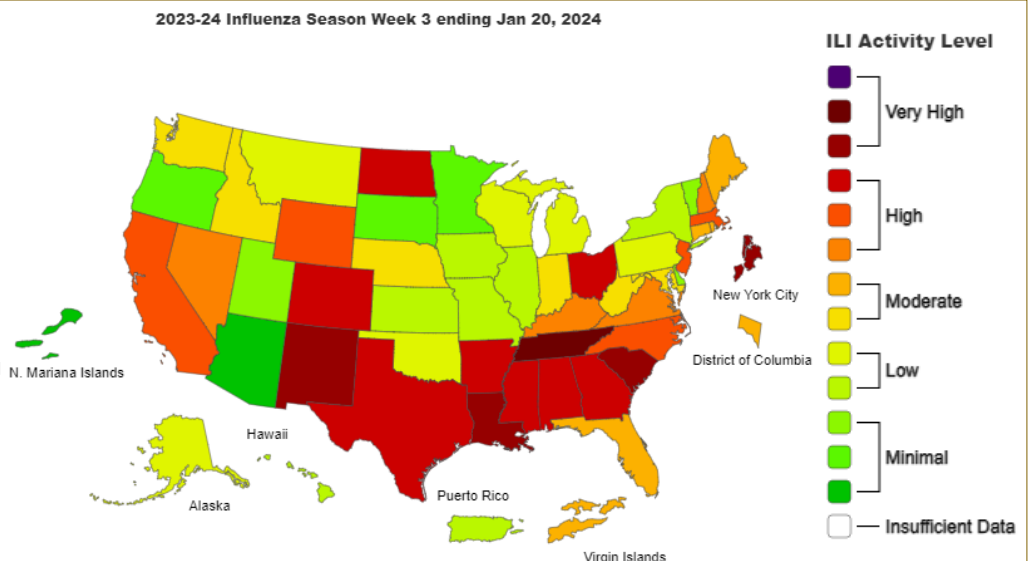 2023-24 Influenza Season Week 3 ending Jan 20, 2024
ILI Activity Level
Very High
High
Moderate
Low
Minimal
Insufficient Data
New York City
District of Columbia
N. Mariana Islands
Hawaii
Alaska
Puerto Rico
Virgin Islands